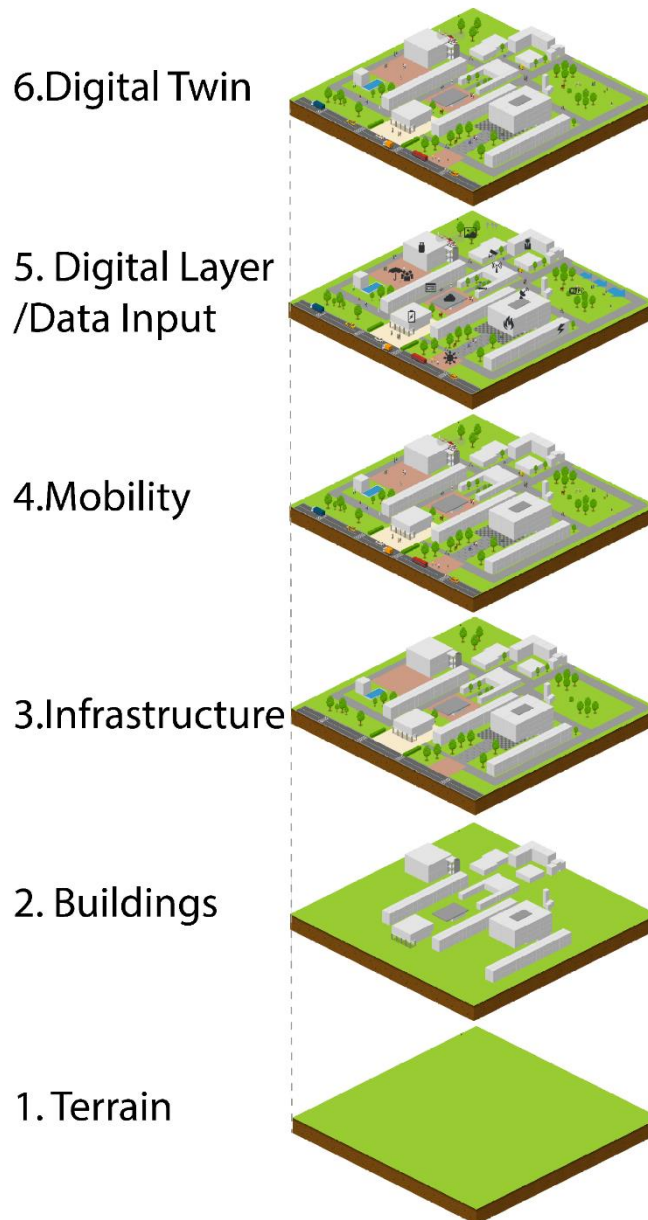 6.Digital Twin
5. Digital Layer
/Data Input
4.Mobility
3.Infrastructure
2. Buildings
1. Terrain